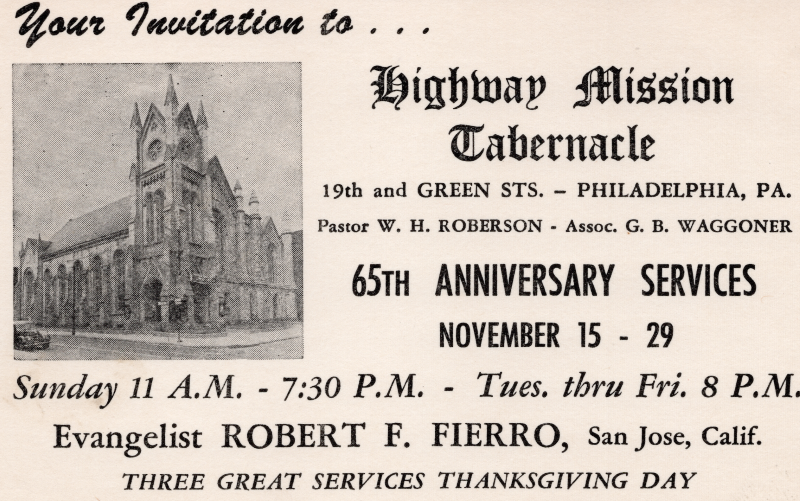 Your Invitation to . . .
Highway Mission
Tabernacle
19th and GREEN STS. – PHILADELPHIA, PA.
Pastor W. H. ROBERSON - Assoc. G. B. WAGGONER
65TH ANNIVERSARY SERVICES
NOVEMBER 15 - 29
Sunday 11 A.M. - 7:30 P.M. - Tues. thru Fri. 8 P.M.
Evangelist ROBERT F. FIERRO, San Jose, Calif.
THREE GREAT SERVICES THANKSGIVING DAY